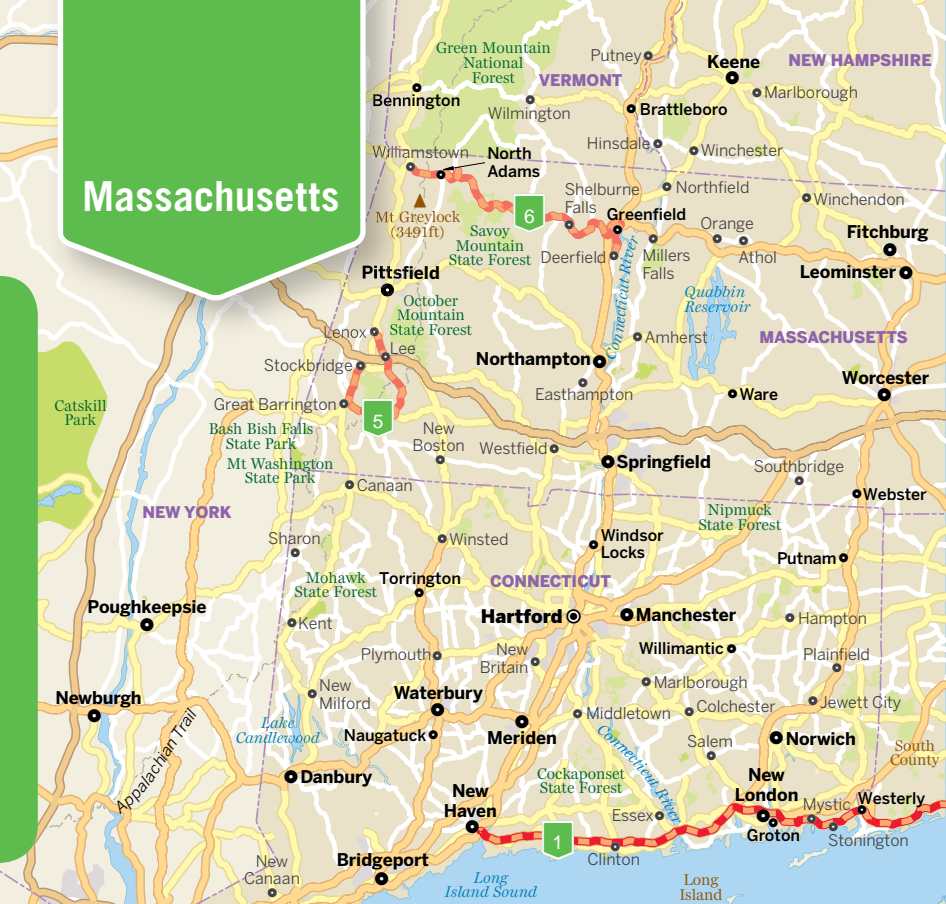 Massachusetts
Green Mountain
National
Forest
Putney
VERMONT
Keene
NEW HAMPSHIRE
Marlborough
Bennington
Wilmington
Brattleboro
Hinsdale
Winchester
Williamstown
North
Adams
Northfield
Winchendon
Mt Greylock
(3491ft)
6
Shelburne
Falls
Greenfield
Orange
Athol
Savoy
Mountain
State Forest
Deerfield
Millers
Falls
Fitchburg
Leominster
Pittsfield
Connecticut River
Quabbin
Reservoir
October
Mountain
State Forest
Lenox
Lee
Stockbridge
Northampton
Amherst
MASSACHUSETTS
Easthampton
Ware
Worcester
Great Barrington
5
Catskill
Park
Bash Bish Falls
State Park
Mt Washington
State Park
New
Boston
Westfield
Springfield
Southbridge
Canaan
Webster
NEW YORK
Nipmuck
State Forest
Sharon
Winsted
Windsor
Locks
Putnam
Mohawk
State Forest
Torrington
CONNECTICUT
Poughkeepsie
Hartford
Manchester
Hampton
Kent
Plymouth
New
Britain
Willimantic
Plainfield
New
Milford
Waterbury
Marlborough
Newburgh
Lake
Candlewood
Naugatuck
Meriden
Middletown
Colchester
Jewett City
Appalachian Trail
Connecticut River
Salem
Norwich
South
County
Danbury
Cockaponset
State Forest
New
Haven
New
London
Mystic
Westerly
Essex
Groton
Stonington
1
Clinton
Bridgeport
New
Canaan
Long
Island Sound
Long
Island